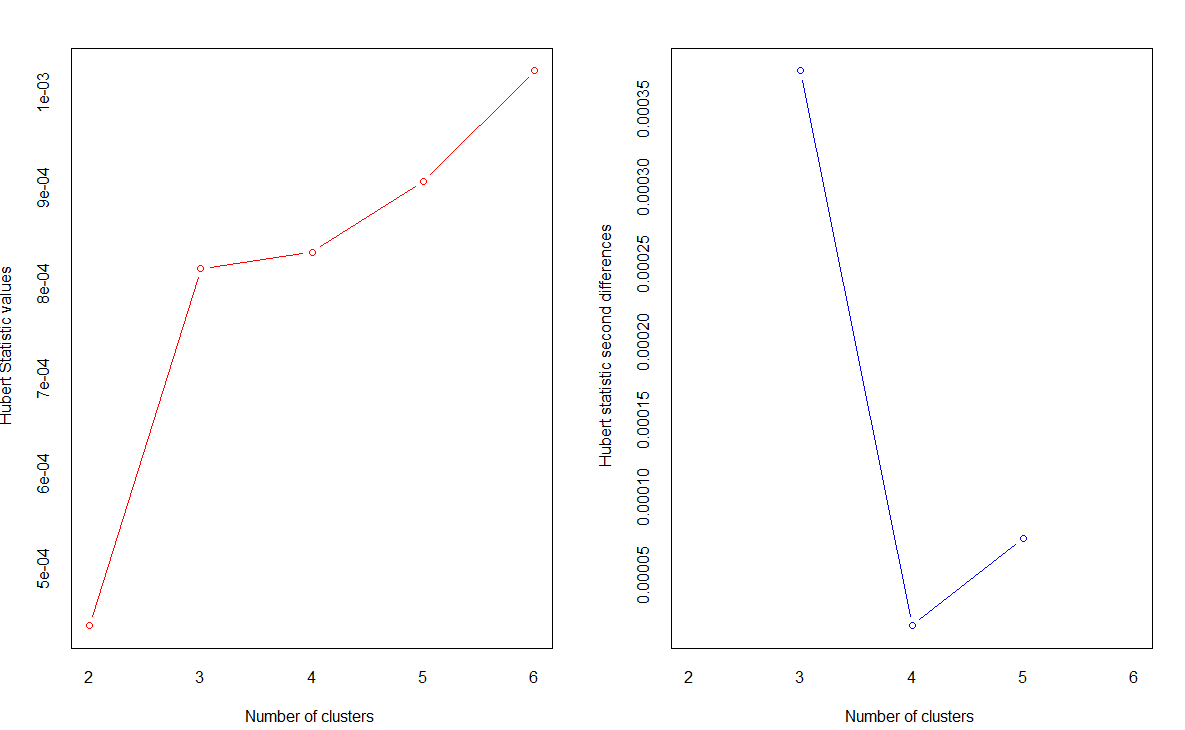 Hubert Statistic values
1e-03
9e-04
8e-04
7e-04
6e-04
5e-04
2 3 4 5 6
Number of clusters
Hubert statistic second differences
0.00035
0.00030
0.00025
0.00020
0.00015
0.00010
0.00005
2 3 4 5 6
Number of clusters